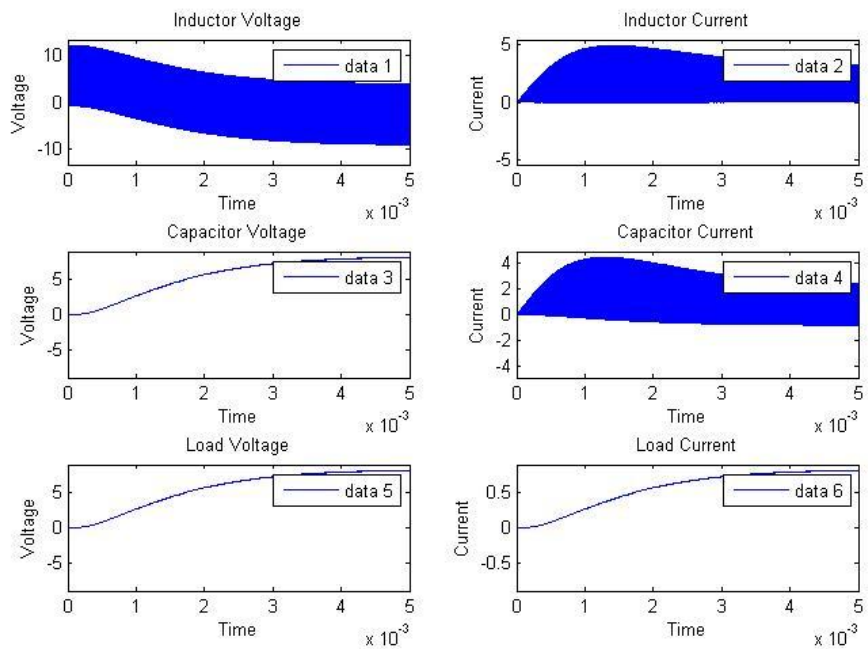 Inductor Voltage
10
0
-10
Voltage
data 1
0 1 2 3 4 5
Time
x 10-3
Inductor Current
5
0
-5
Current
data 2
0 1 2 3 4 5
Time
x 10-3
Capacitor Voltage
5
0
-5
Voltage
data 3
0 1 2 3 4 5
Time
x 10-3
Capacitor Current
4
2
0
-2
-4
Current
data 4
0 1 2 3 4 5
Time
x 10-3
Load Voltage
5
0
-5
Voltage
data 5
0 1 2 3 4 5
Time
x 10-3
Load Current
0.5
0
-0.5
Current
data 6
0 1 2 3 4 5
Time
x 10-3